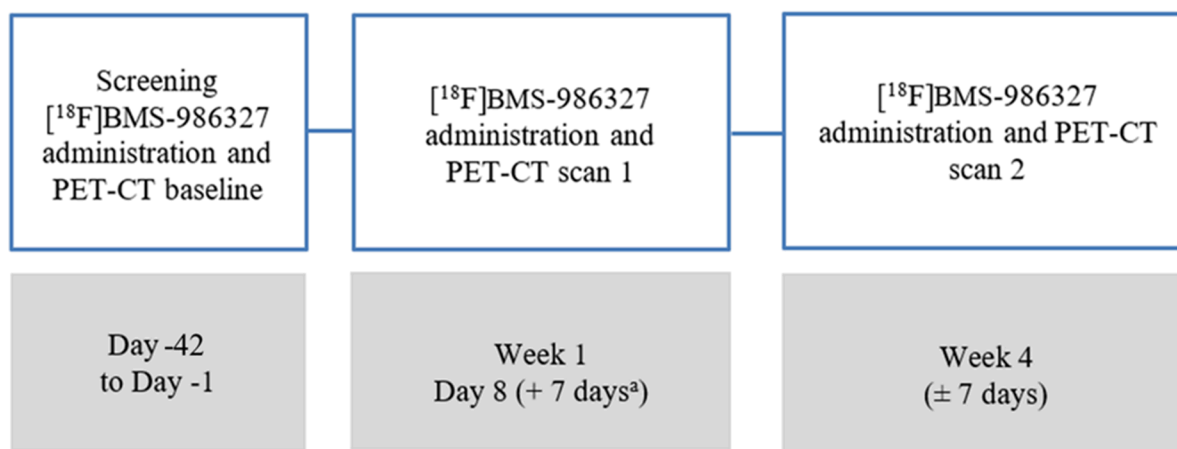 Screening
[¹⁸F]BMS-986327
administration and
PET-CT baseline
[¹⁸F]BMS-986327
administration and
PET-CT scan 1
[¹⁸F]BMS-986327
administration and PET-CT
scan 2
Day -42
to Day -1
Week 1
Day 8 (+ 7 daysᵃ)
Week 4
(± 7 days)